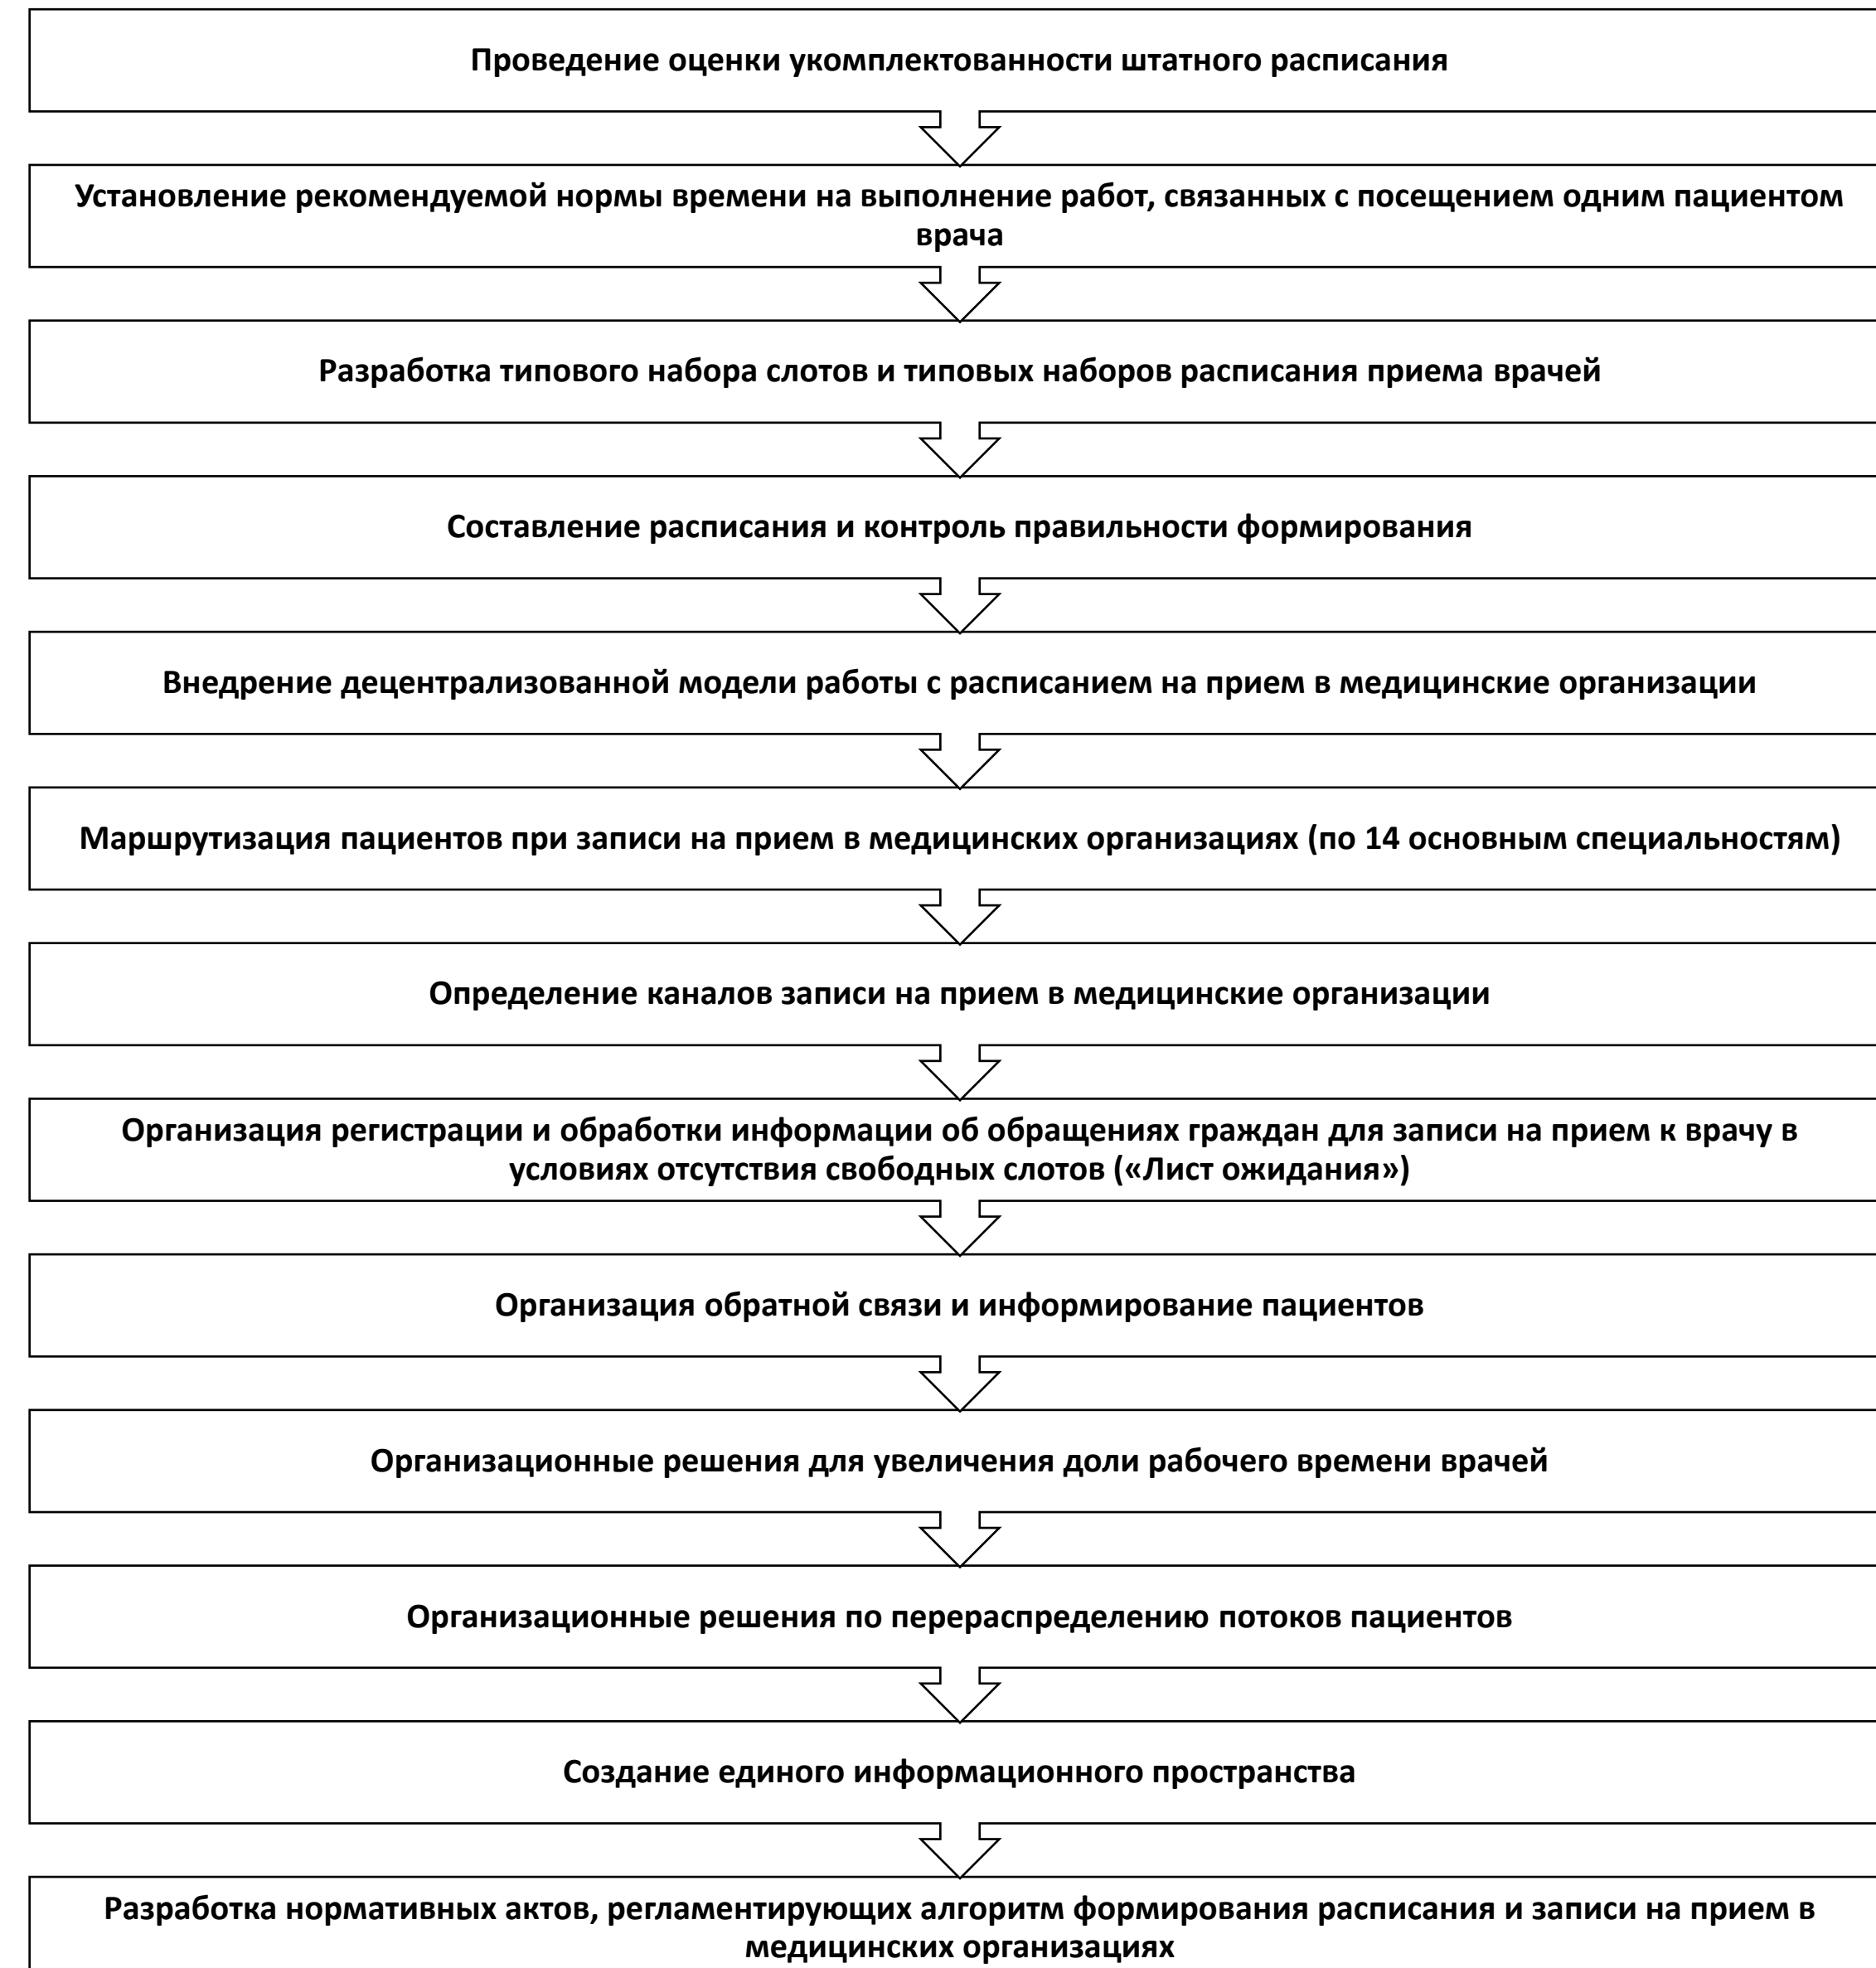 Проведение оценки укомплектованности штатного расписания
Установление рекомендуемой нормы времени на выполнение работ, связанных с посещением одним пациентом
врача
Разработка типового набора слотов и типовых наборов расписания приема врачей
Составление расписания и контроль правильности формирования
Внедрение децентрализованной модели работы с расписанием на прием в медицинские организации
Маршрутизация пациентов при записи на прием в медицинских организациях (по 14 основным специальностям)
Определение каналов записи на прием в медицинские организации
Организация регистрации и обработки информации об обращениях граждан для записи на прием к врачу в
условиях отсутствия свободных слотов («Лист ожидания»)
Организация обратной связи и информирование пациентов
Организационные решения для увеличения доли рабочего времени врачей
Организационные решения по перераспределению потоков пациентов
Создание единого информационного пространства
Разработка нормативных актов, регламентирующих алгоритм формирования расписания и записи на прием в
медицинских организациях